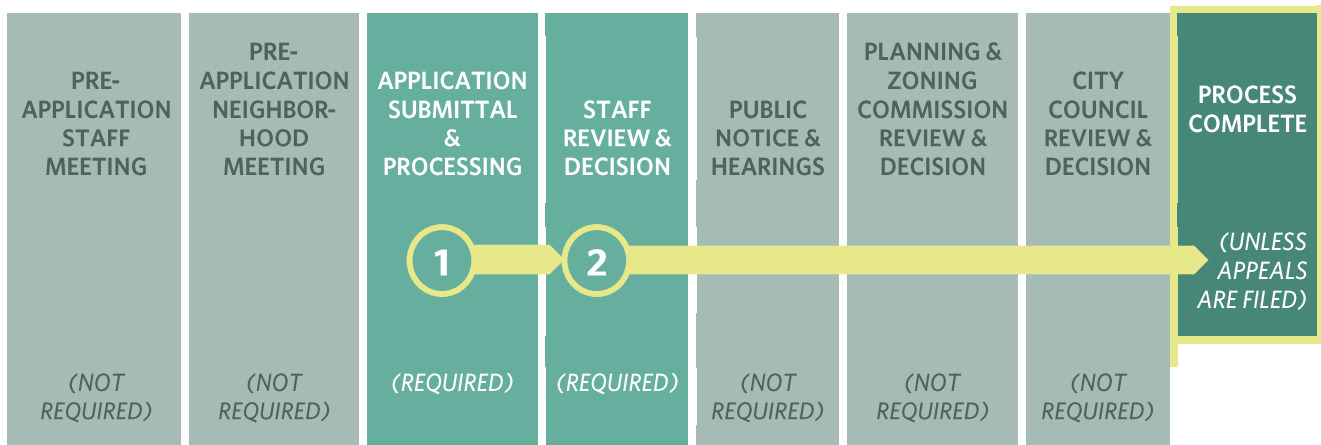 PRE-
APPLICATION
STAFF
MEETING
(NOT
REQUIRED)
PRE-
APPLICATION
NEIGHBOR-
HOOD
MEETING
(NOT
REQUIRED)
APPLICATION
SUBMITTAL
&
PROCESSING
1
(REQUIRED)
STAFF
REVIEW &
DECISION
2
(REQUIRED)
PUBLIC
NOTICE &
HEARINGS
(NOT
REQUIRED)
PLANNING &
ZONING
COMMISSION
REVIEW &
DECISION
(NOT
REQUIRED)
CITY
COUNCIL
REVIEW &
DECISION
(NOT
REQUIRED)
PROCESS
COMPLETE
(UNLESS
APPEALS
ARE FILED)